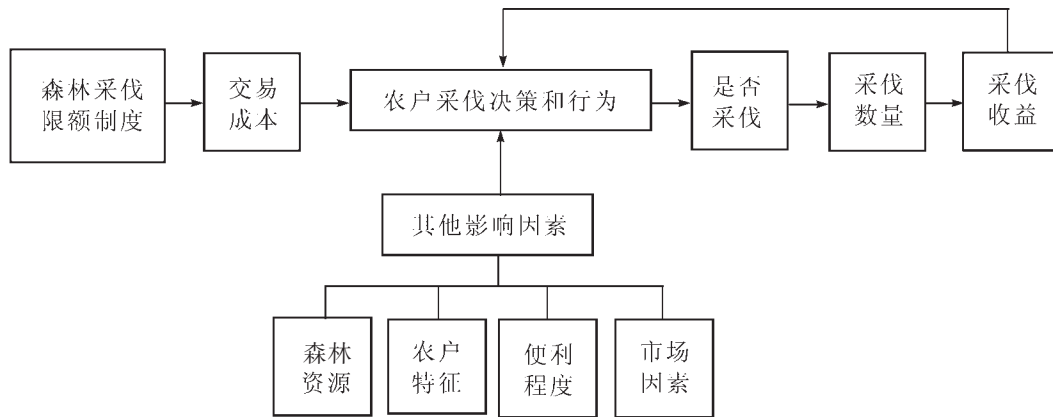 森林采伐
限额制度
交易
成本
农户采伐决策和行为
是否
采伐
采伐
数量
采伐
收益
其他影响因素
森林
资源
农户
特征
便利
程度
市场
因素